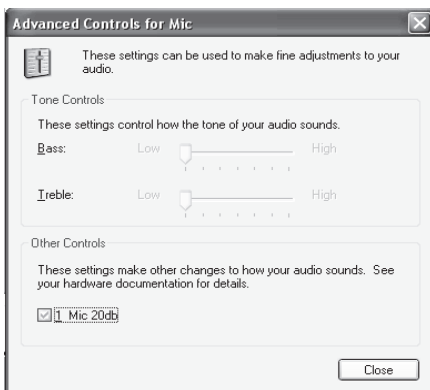 Advanced Controls for Mic
These settings can be used to make fine adjustments to your
audio.
Tone Controls
These settings control how the tone of your audio sounds.
Bass: Low High
Treble: Low High
Other Controls
These settings make other changes to how your audio sounds. See
your hardware documentation for details.
1 Mic 20db
Close